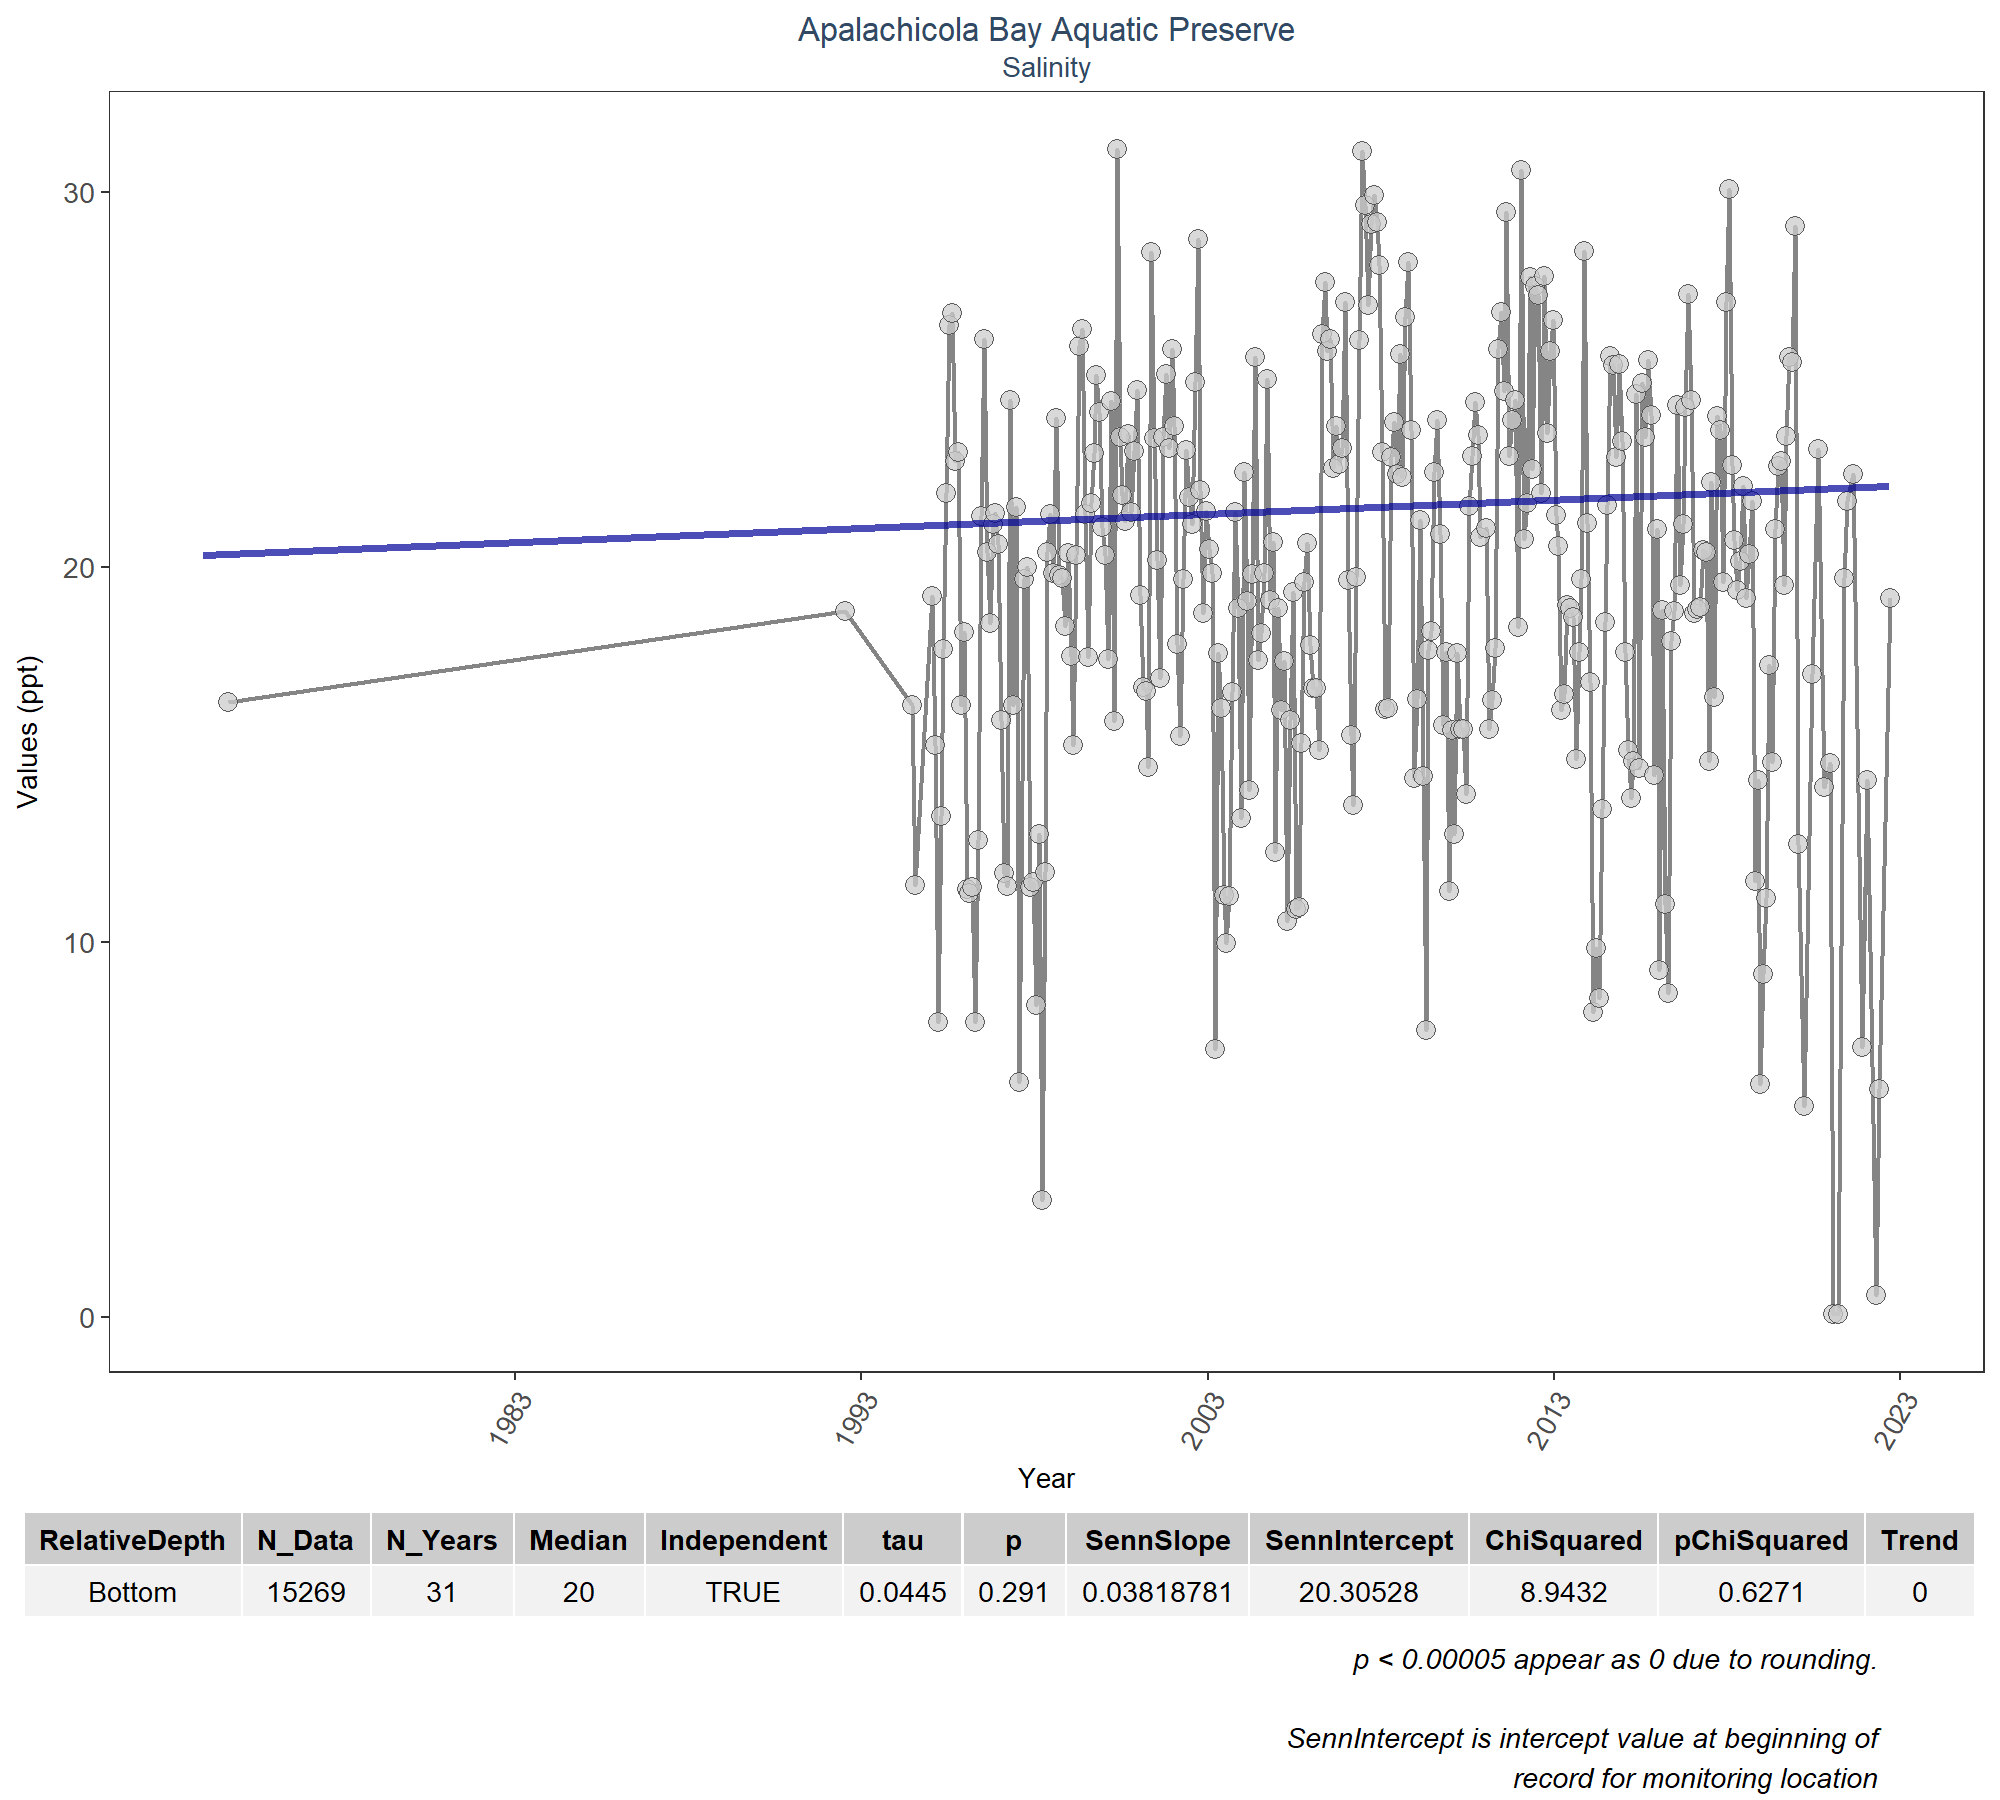 Apalachicola Bay Aquatic Preserve
Salinity
Values (ppt)
30
20
10
0
1983
1993
2003
2013
2023
Year
RelativeDepth N_Data N_Years Median Independent tau p SennSlope SennIntercept ChiSquared pChiSquared Trend
Bottom 15269 31 20 TRUE 0.0445 0.291 0.03818781 20.30528 8.9432 0.6271 0
p < 0.00005 appear as 0 due to rounding.
SennIntercept is intercept value at beginning of
record for monitoring location